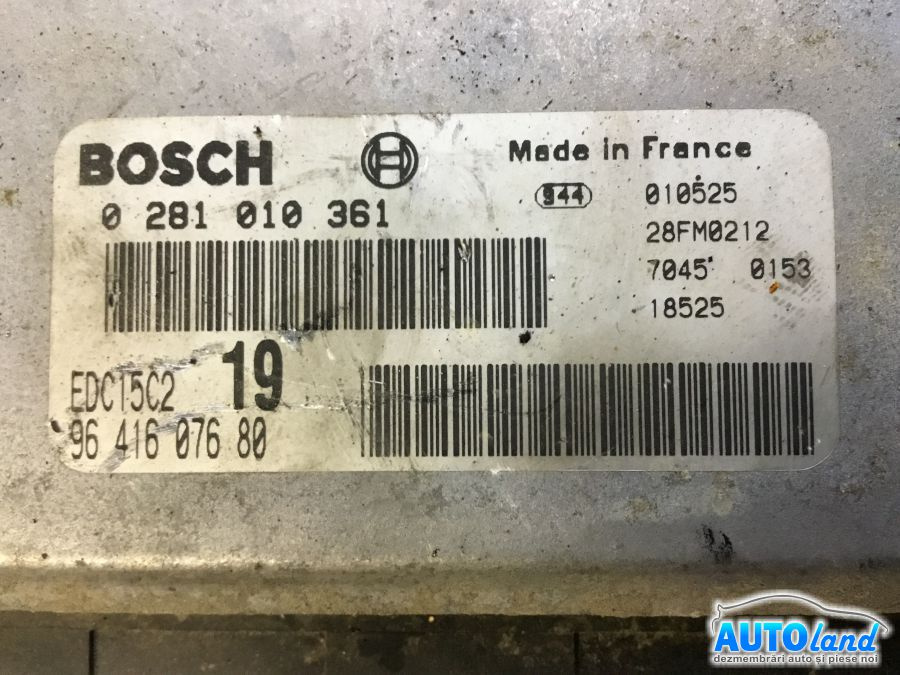 BOSCH
Made in France
0 281 010 361
944
010525
28FM0212
7045 0153
18525
EDC15C2 19
96 416 076 80
AUTOland
dezmembrări auto și piese noi